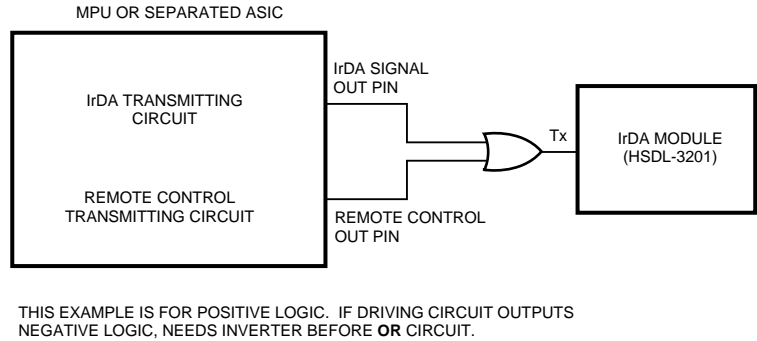 MPU OR SEPARATED ASIC
IrDA SIGNAL
OUT PIN
IrDA TRANSMITTING
CIRCUIT
Tx
IrDA MODULE
(HSDL-3201)
REMOTE CONTROL
TRANSMITTING CIRCUIT
REMOTE CONTROL
OUT PIN
THIS EXAMPLE IS FOR POSITIVE LOGIC. IF DRIVING CIRCUIT OUTPUTS
NEGATIVE LOGIC, NEEDS INVERTER BEFORE OR CIRCUIT.